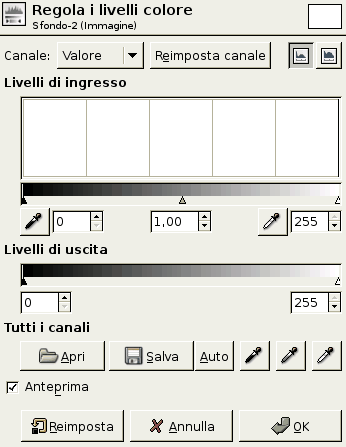 Regola i livelli colore
Sfondo-2 (Immagine)
Canale: Valore Reimposta canale
Livelli di ingresso
0 1,00 255
Livelli di uscita
0 255
Tutti i canali
Apri Salva Auto
Anteprima
Reimposta Annulla OK